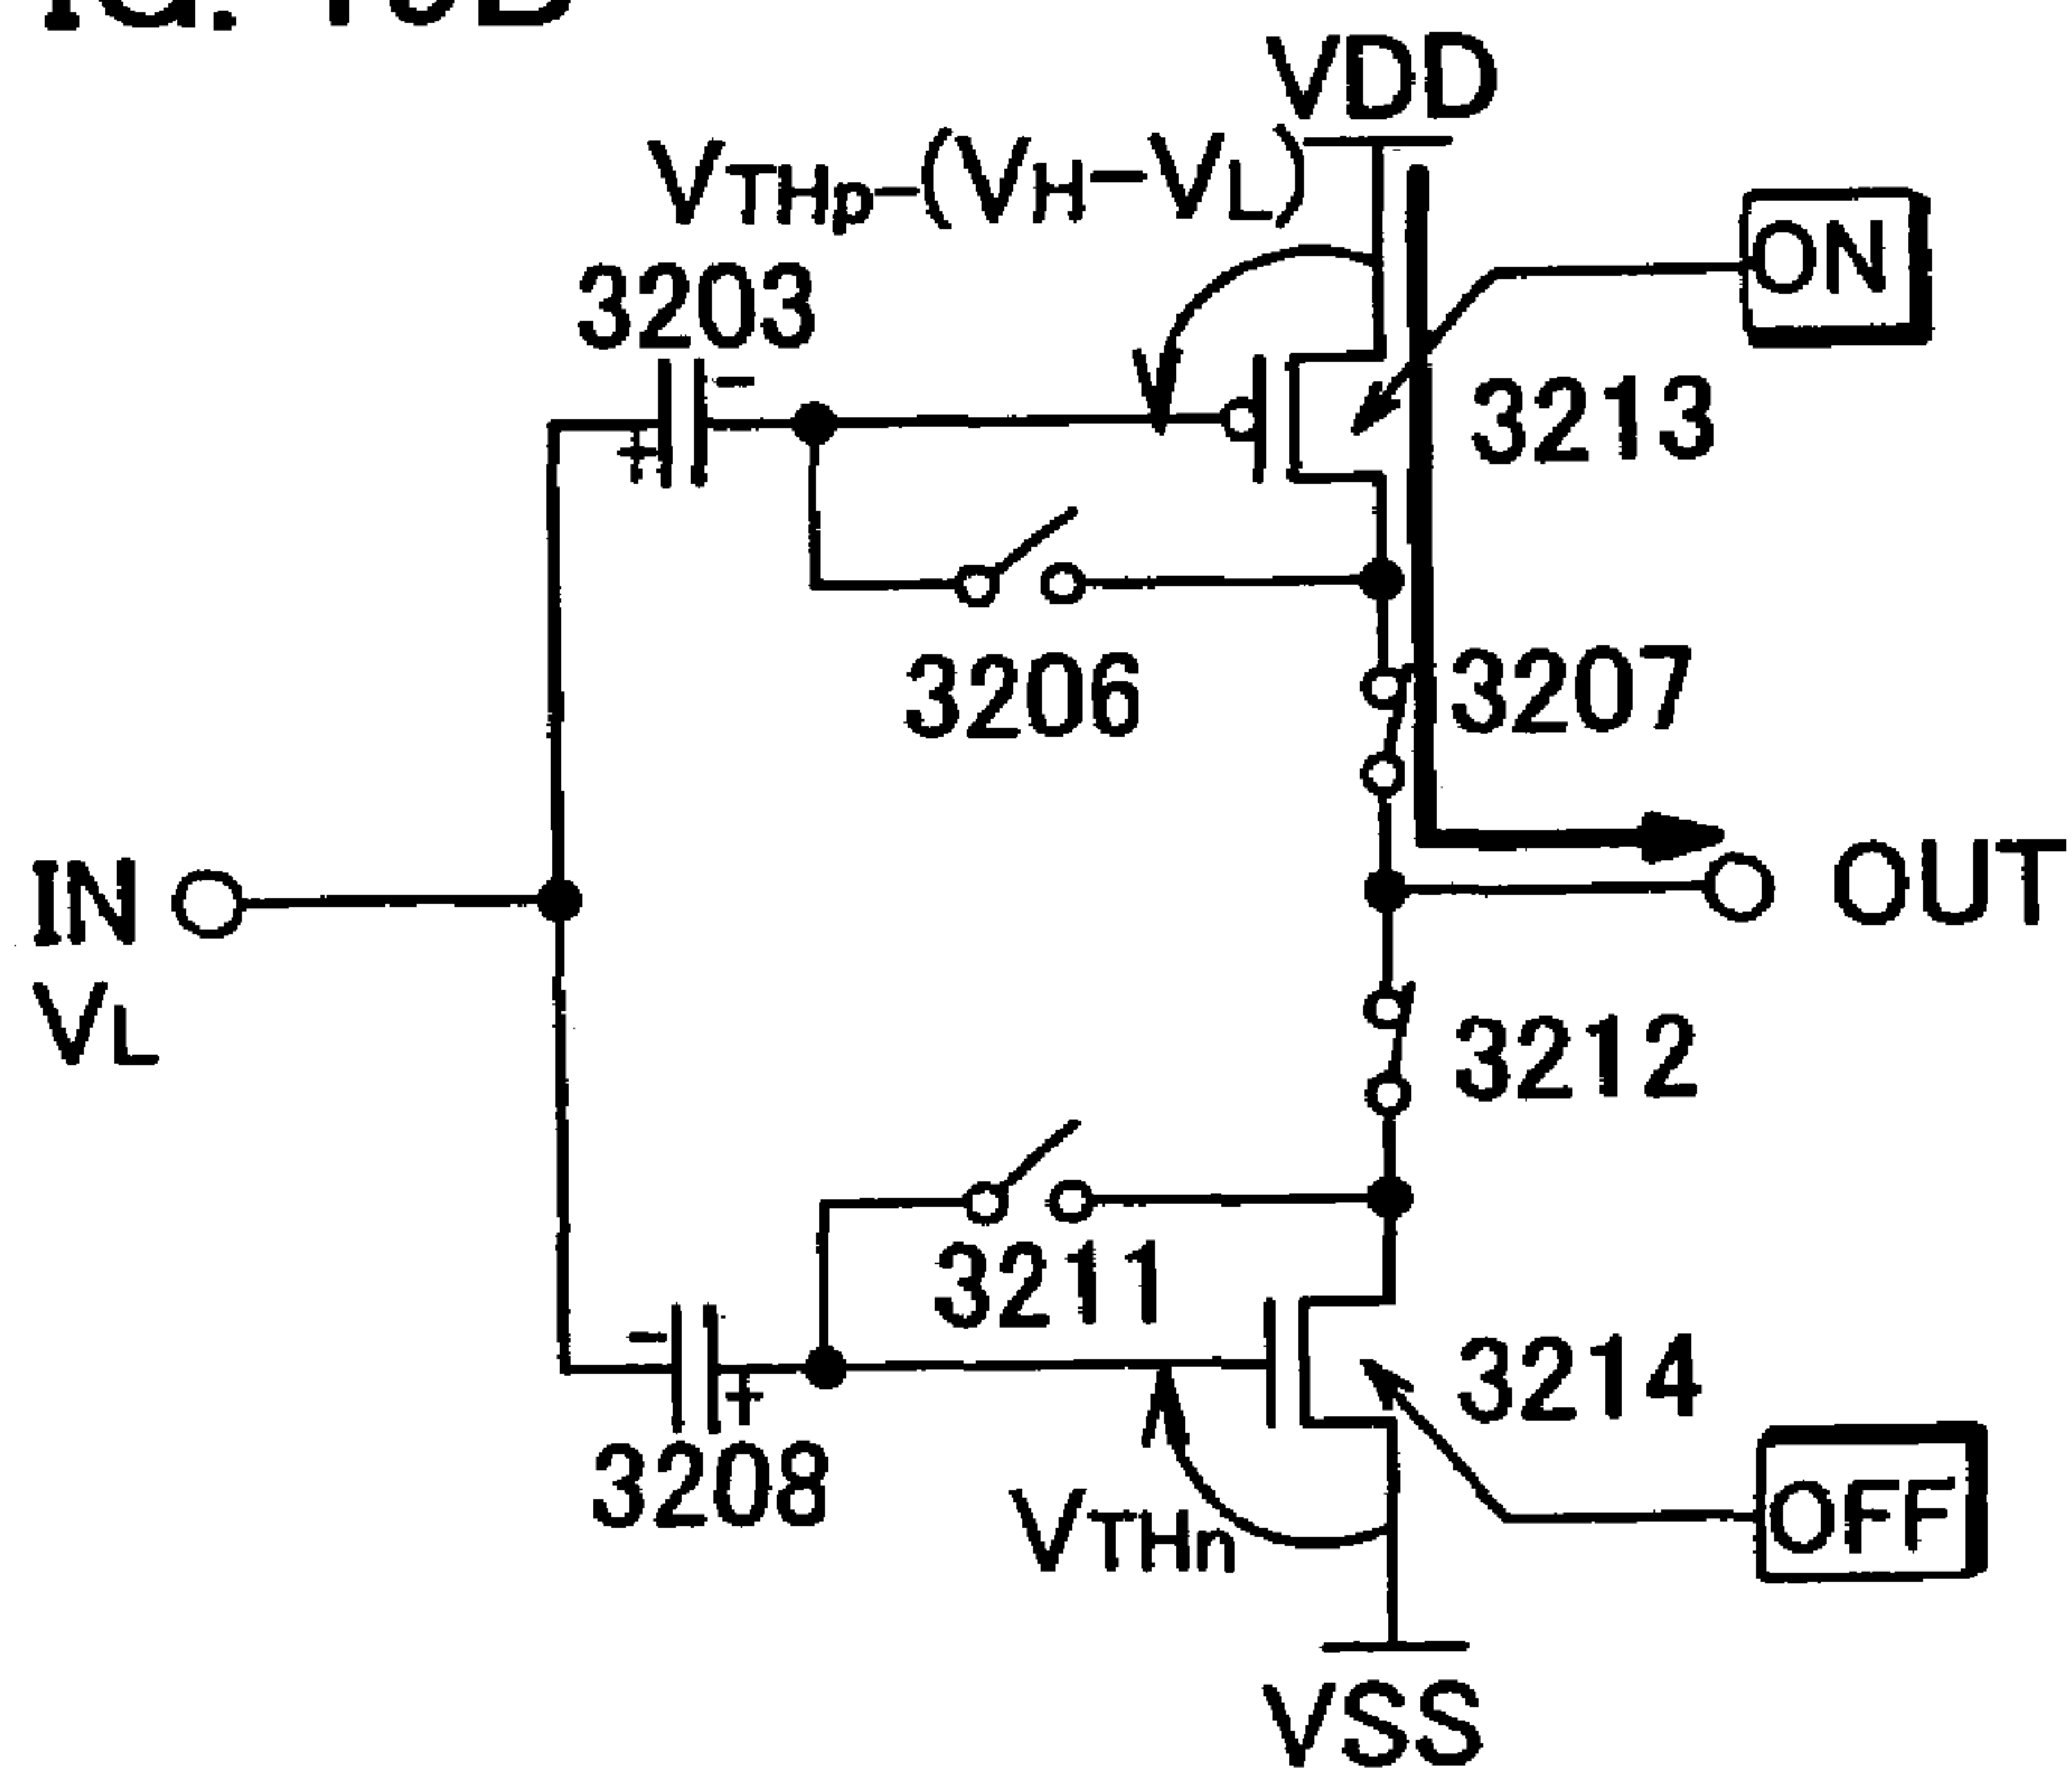 VDD
VTHp-(VH-VL)
ON
3203
3213
3206
3207
IN
OUT
VL
3212
3211
3214
3208
VTHn
OFF
VSS